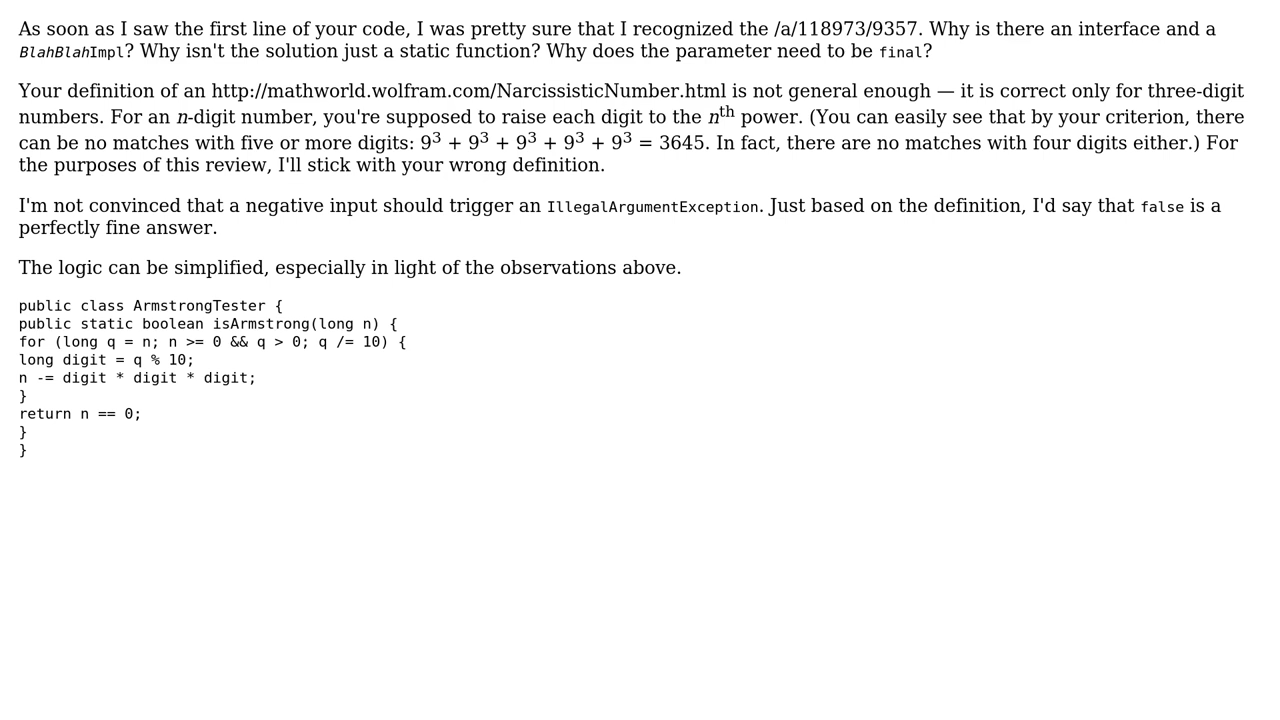 As soon as I saw the first line of your code, I was pretty sure that I recognized the /a/118973/9357. Why is there an interface and a
BlahBlahImpl? Why isn't the solution just a static function? Why does the parameter need to be final?
Your definition of an http://mathworld.wolfram.com/NarcissisticNumber.html is not general enough — it is correct only for three-digit
numbers. For an n-digit number, you're supposed to raise each digit to the nth power. (You can easily see that by your criterion, there
can be no matches with five or more digits: 9³ + 9³ + 9³ + 9³ + 9³ = 3645. In fact, there are no matches with four digits either.) For
the purposes of this review, I'll stick with your wrong definition.
I'm not convinced that a negative input should trigger an IllegalArgumentException. Just based on the definition, I'd say that false is a
perfectly fine answer.
The logic can be simplified, especially in light of the observations above.
public class ArmstrongTester {
public static boolean isArmstrong(long n) {
for (long q = n; n >= 0 && q > 0; q /= 10) {
long digit = q % 10;
n -= digit * digit * digit;
}
return n == 0;
}
}